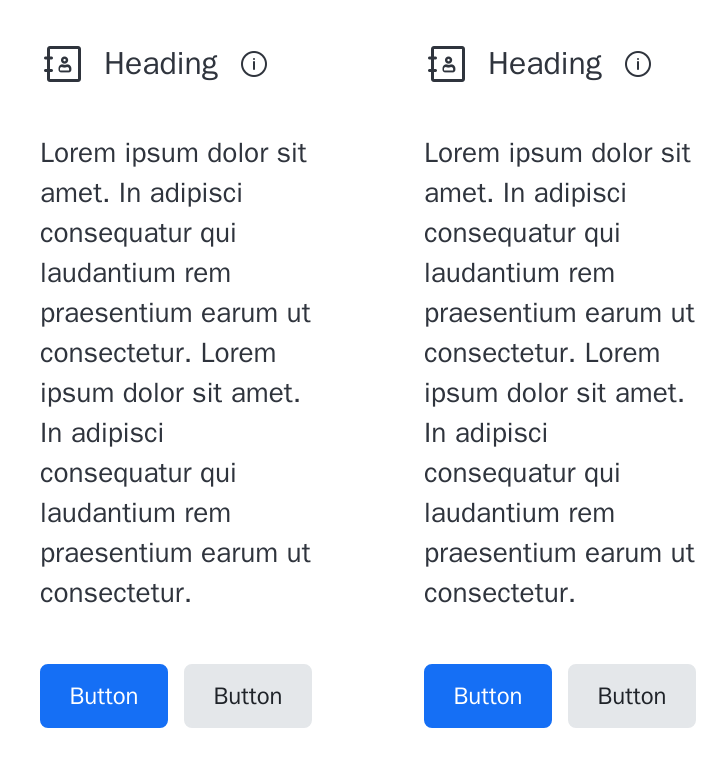 Heading
Lorem ipsum dolor sit
amet. In adipisci
consequatur qui
laudantium rem
praesentium earum ut
consectetur. Lorem
ipsum dolor sit amet.
In adipisci
consequatur qui
laudantium rem
praesentium earum ut
consectetur.
Button
Button
Heading
Lorem ipsum dolor sit
amet. In adipisci
consequatur qui
laudantium rem
praesentium earum ut
consectetur. Lorem
ipsum dolor sit amet.
In adipisci
consequatur qui
laudantium rem
praesentium earum ut
consectetur.
Button
Button